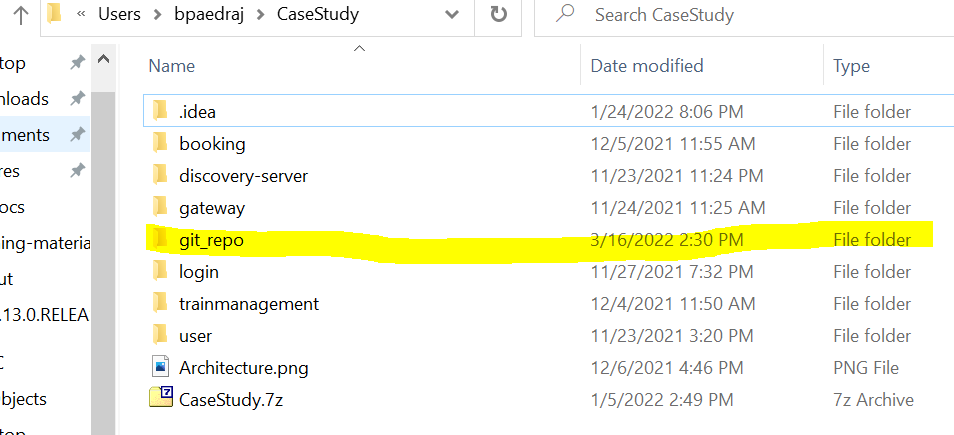 « Users > bpaedraj > CaseStudy
Search CaseStudy
top
nloads
ments
res
ocs
ing-materia
ut
.13.0.RELEA
C
bjects
top
Name Date modified Type
.idea 1/24/2022 8:06 PM File folder
booking 12/5/2021 11:55 AM File folder
discovery-server 11/23/2021 11:24 PM File folder
gateway 11/24/2021 11:25 AM File folder
git_repo 3/16/2022 2:30 PM File folder
login 11/27/2021 7:32 PM File folder
trainmanagement 12/4/2021 11:50 AM File folder
user 11/23/2021 3:20 PM File folder
Architecture.png 12/6/2021 4:46 PM PNG File
CaseStudy.7z 1/5/2022 2:49 PM 7z Archive